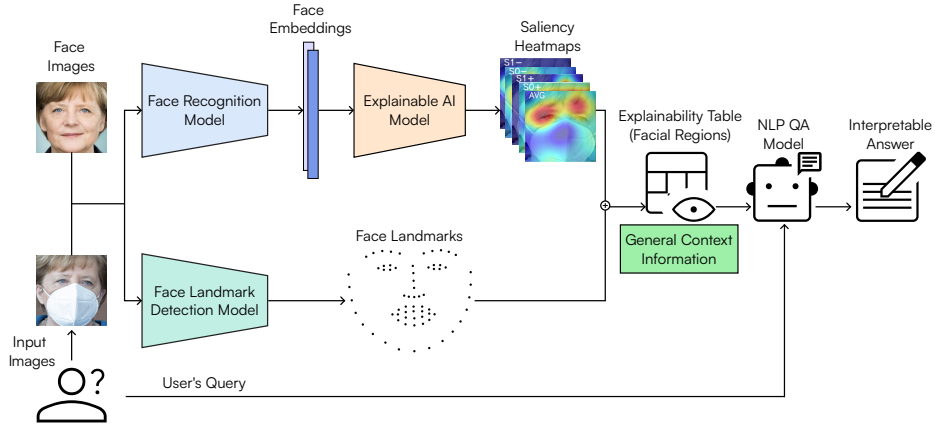 Face
Images
Face Recognition
Model
Face
Embeddings
Explainable AI
Model
Saliency
Heatmaps
S1-
S0-
S1+
S0+
AVG
Explainability Table
(Facial Regions)
NLP QA
Model
Interpretable
Answer
General Context
Information
Face Landmarks
Face Landmark
Detection Model
Input
Images
?
User's Query